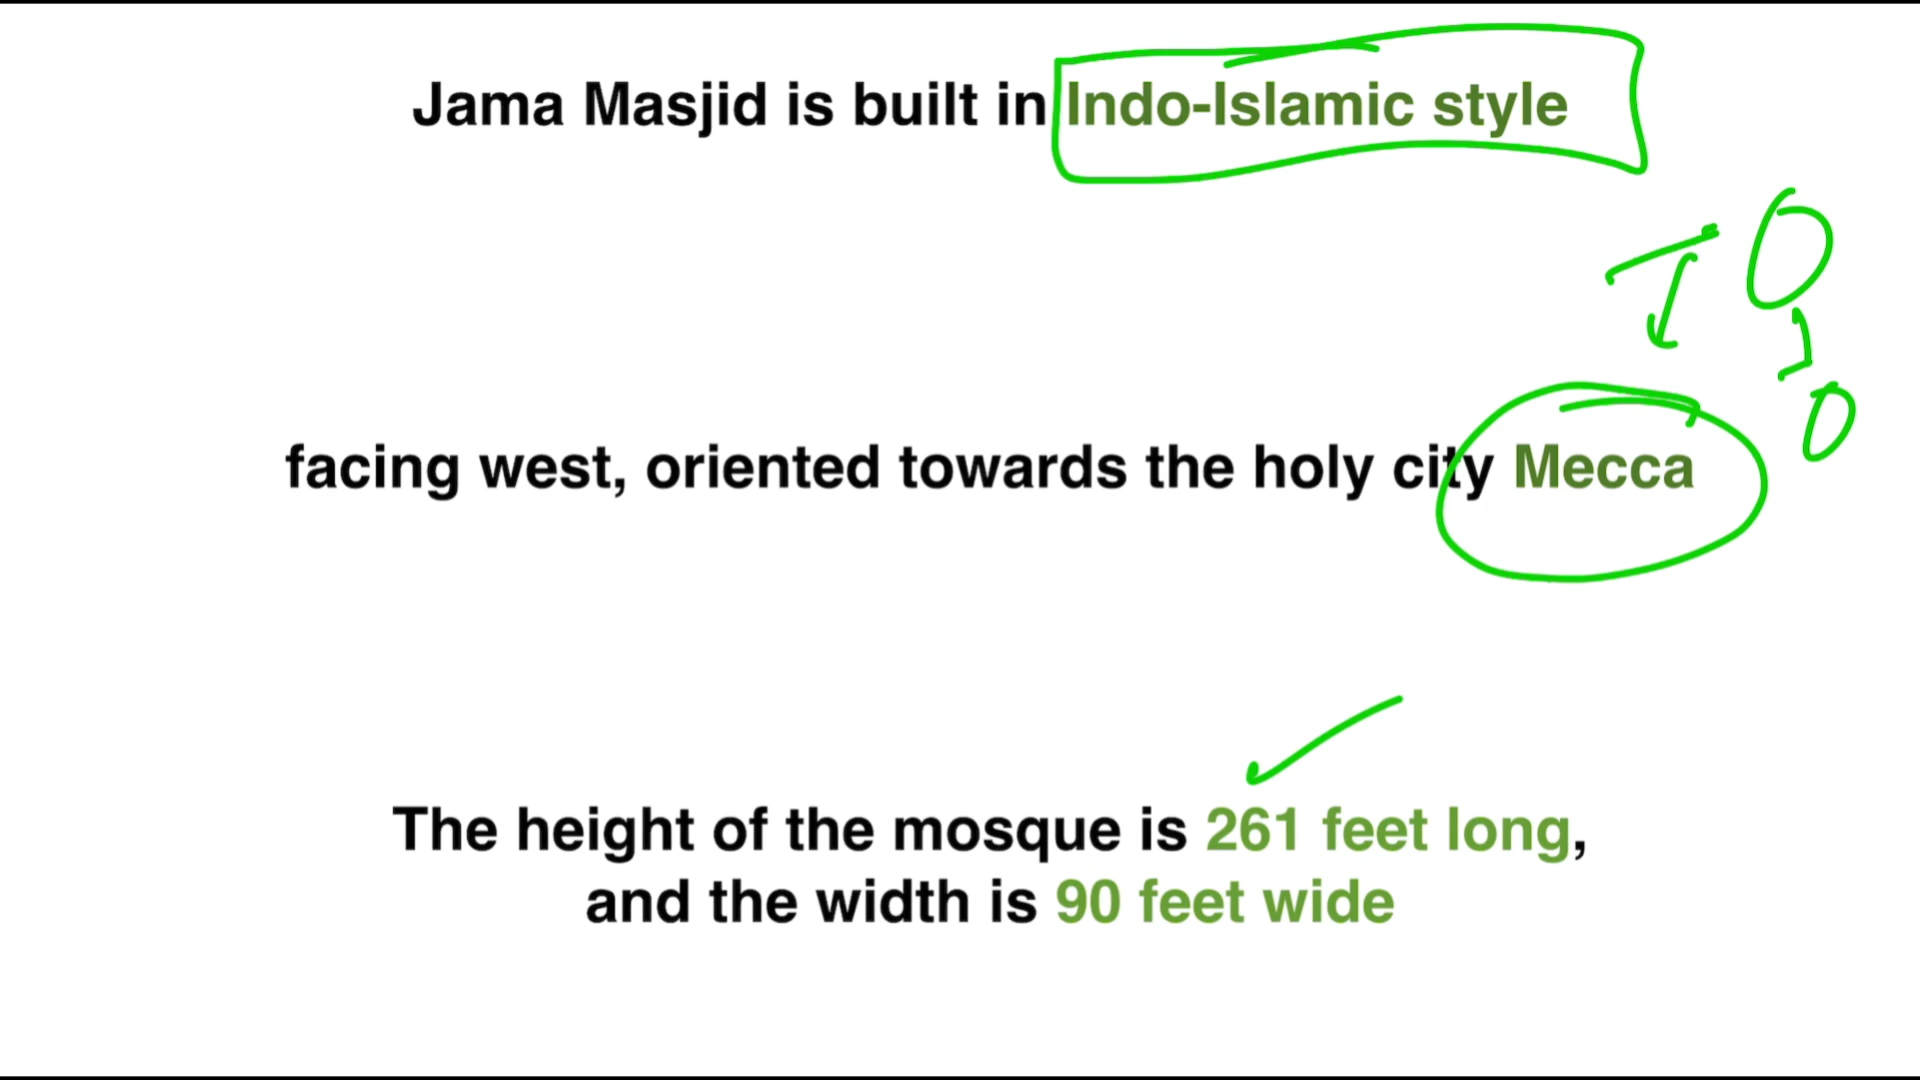 Jama Masjid is built in Indo-Islamic style
facing west, oriented towards the holy city Mecca
The height of the mosque is 261 feet long,
and the width is 90 feet wide